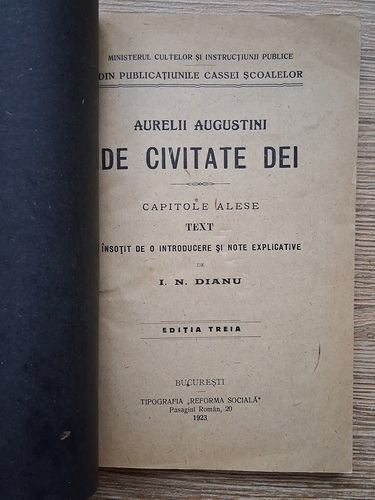 MINISTERUL CULTELOR ȘI INSTRUCȚIUNII PUBLICE
DIN PUBLICAȚIUNILE CASSEI ȘCOALELOR
AURELII AUGUSTINI
DE CIVITATE DEI
CAPITOLE ALESE
TEXT
ÎNSOȚIT DE O INTRODUCERE ȘI NOTE EXPLICATIVE
DE
I. N. DIANU
EDIȚIA TREIA
BUCUREȘTI
TIPOGRAFIA „REFORMA SOCIALĂ"
Pasagiul Român, 20
1923